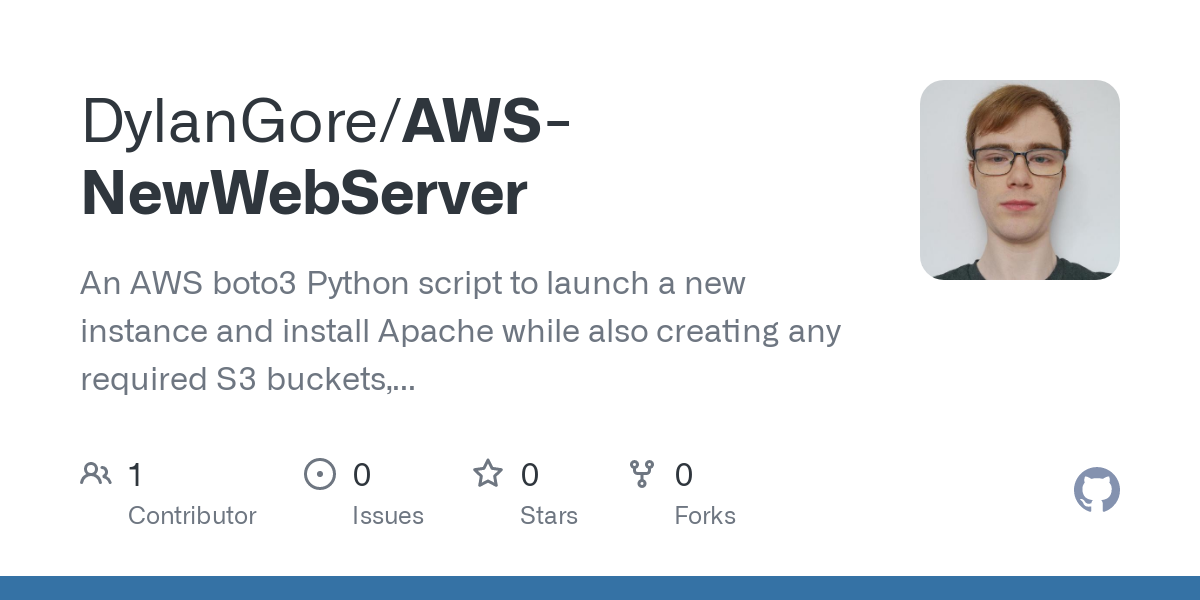 DylanGore/AWS-
NewWebServer
An AWS boto3 Python script to launch a new
instance and install Apache while also creating any
required S3 buckets,...
1 0 0 0
Contributor Issues Stars Forks